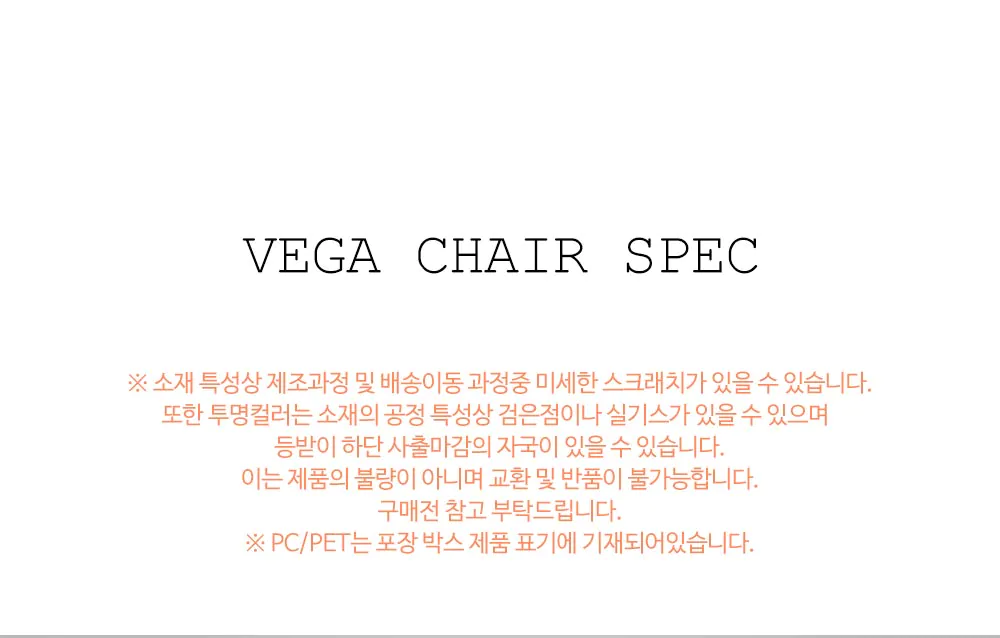 VEGA CHAIR SPEC
※ 소재 특성상 제조과정 및 배송이동 과정중 미세한 스크래치가 있을 수 있습니다.
또한 투명컬러는 소재의 공정 특성상 검은점이나 실기스가 있을 수 있으며
등받이 하단 사출마감의 자국이 있을 수 있습니다.
이는 제품의 불량이 아니며 교환 및 반품이 불가능합니다.
구매전 참고 부탁드립니다.
※ PC/PET는 포장 박스 제품 표기에 기재되어있습니다.